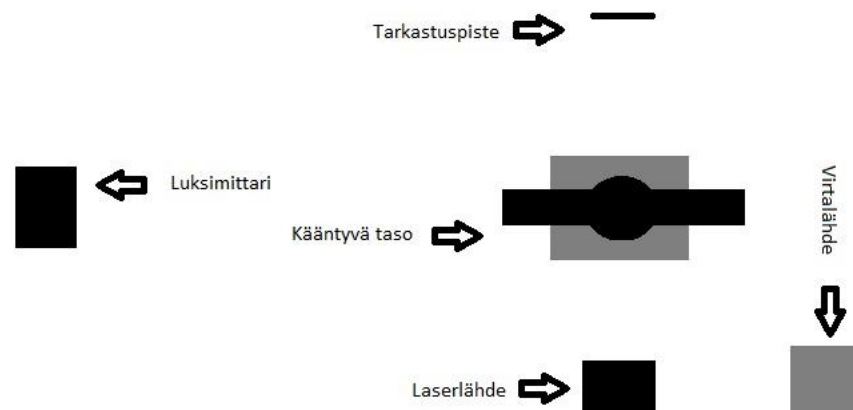 Tarkastuspiste
Luksimittari
Virtalähde
Kääntyvä taso
Laserlähde